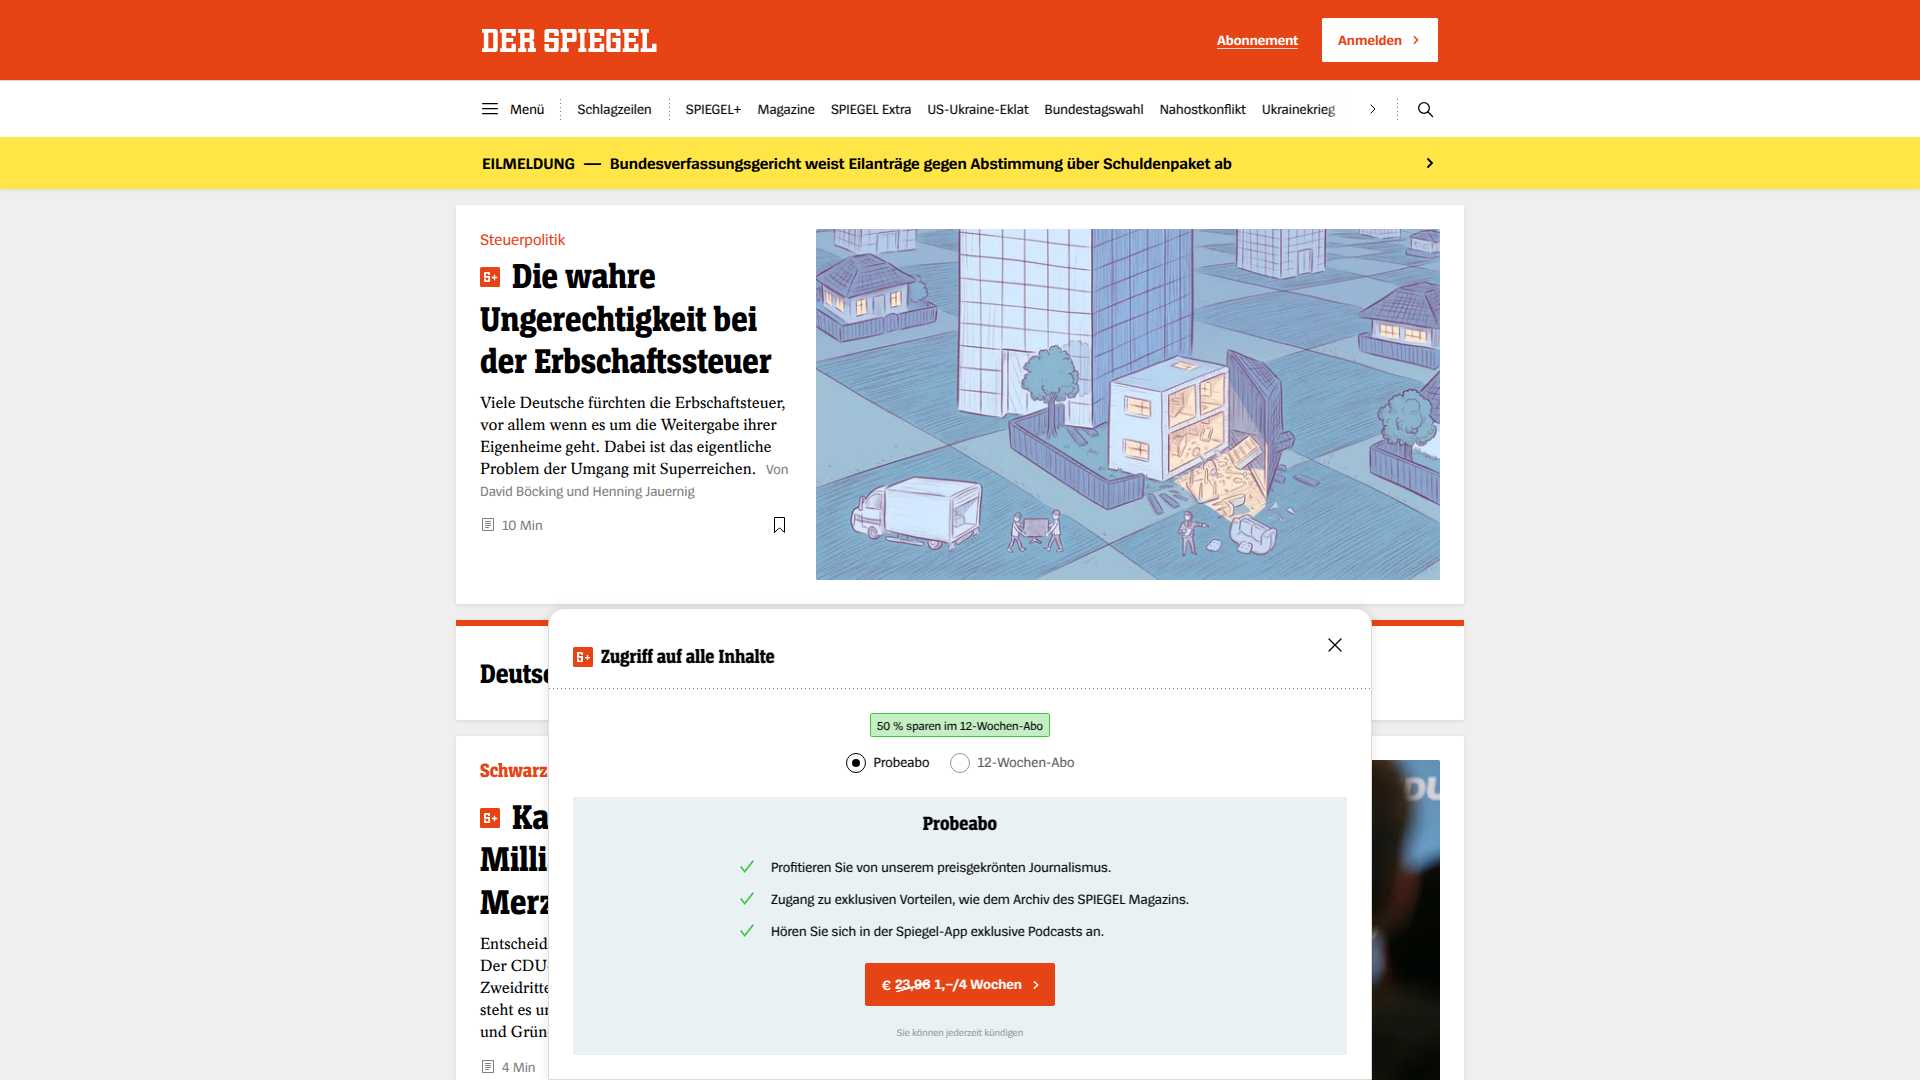 DER SPIEGEL
Abonnement
Anmelden
Menü
Schlagzeilen
SPIEGEL+
Magazine
SPIEGEL Extra
US-Ukraine-Eklat
Bundestagswahl
Nahostkonflikt
Ukrainekrieg
EILMELDUNG — Bundesverfassungsgericht weist Eilanträge gegen Abstimmung über Schuldenpaket ab
Steuerpolitik
S+ Die wahre
Ungerechtigkeit bei
der Erbschaftssteuer
Viele Deutsche fürchten die Erbschaftsteuer,
vor allem wenn es um die Weitergabe ihrer
Eigenheime geht. Dabei ist das eigentliche
Problem der Umgang mit Superreichen. Von
David Böcking und Henning Jauernig
10 Min
S+ Zugriff auf alle Inhalte
50 % sparen im 12-Wochen-Abo
Probeabo
12-Wochen-Abo
Probeabo
Profitieren Sie von unserem preisgekrönten Journalismus.
Zugang zu exklusiven Vorteilen, wie dem Archiv des SPIEGEL Magazins.
Hören Sie sich in der Spiegel-App exklusive Podcasts an.
€ 23,96 1,–/4 Wochen
Sie können jederzeit kündigen
Schwarz
S+ Ka
Milli
Merz
Entscheid
Der CDU
Zweidritte
steht es
und Grün
4 Min